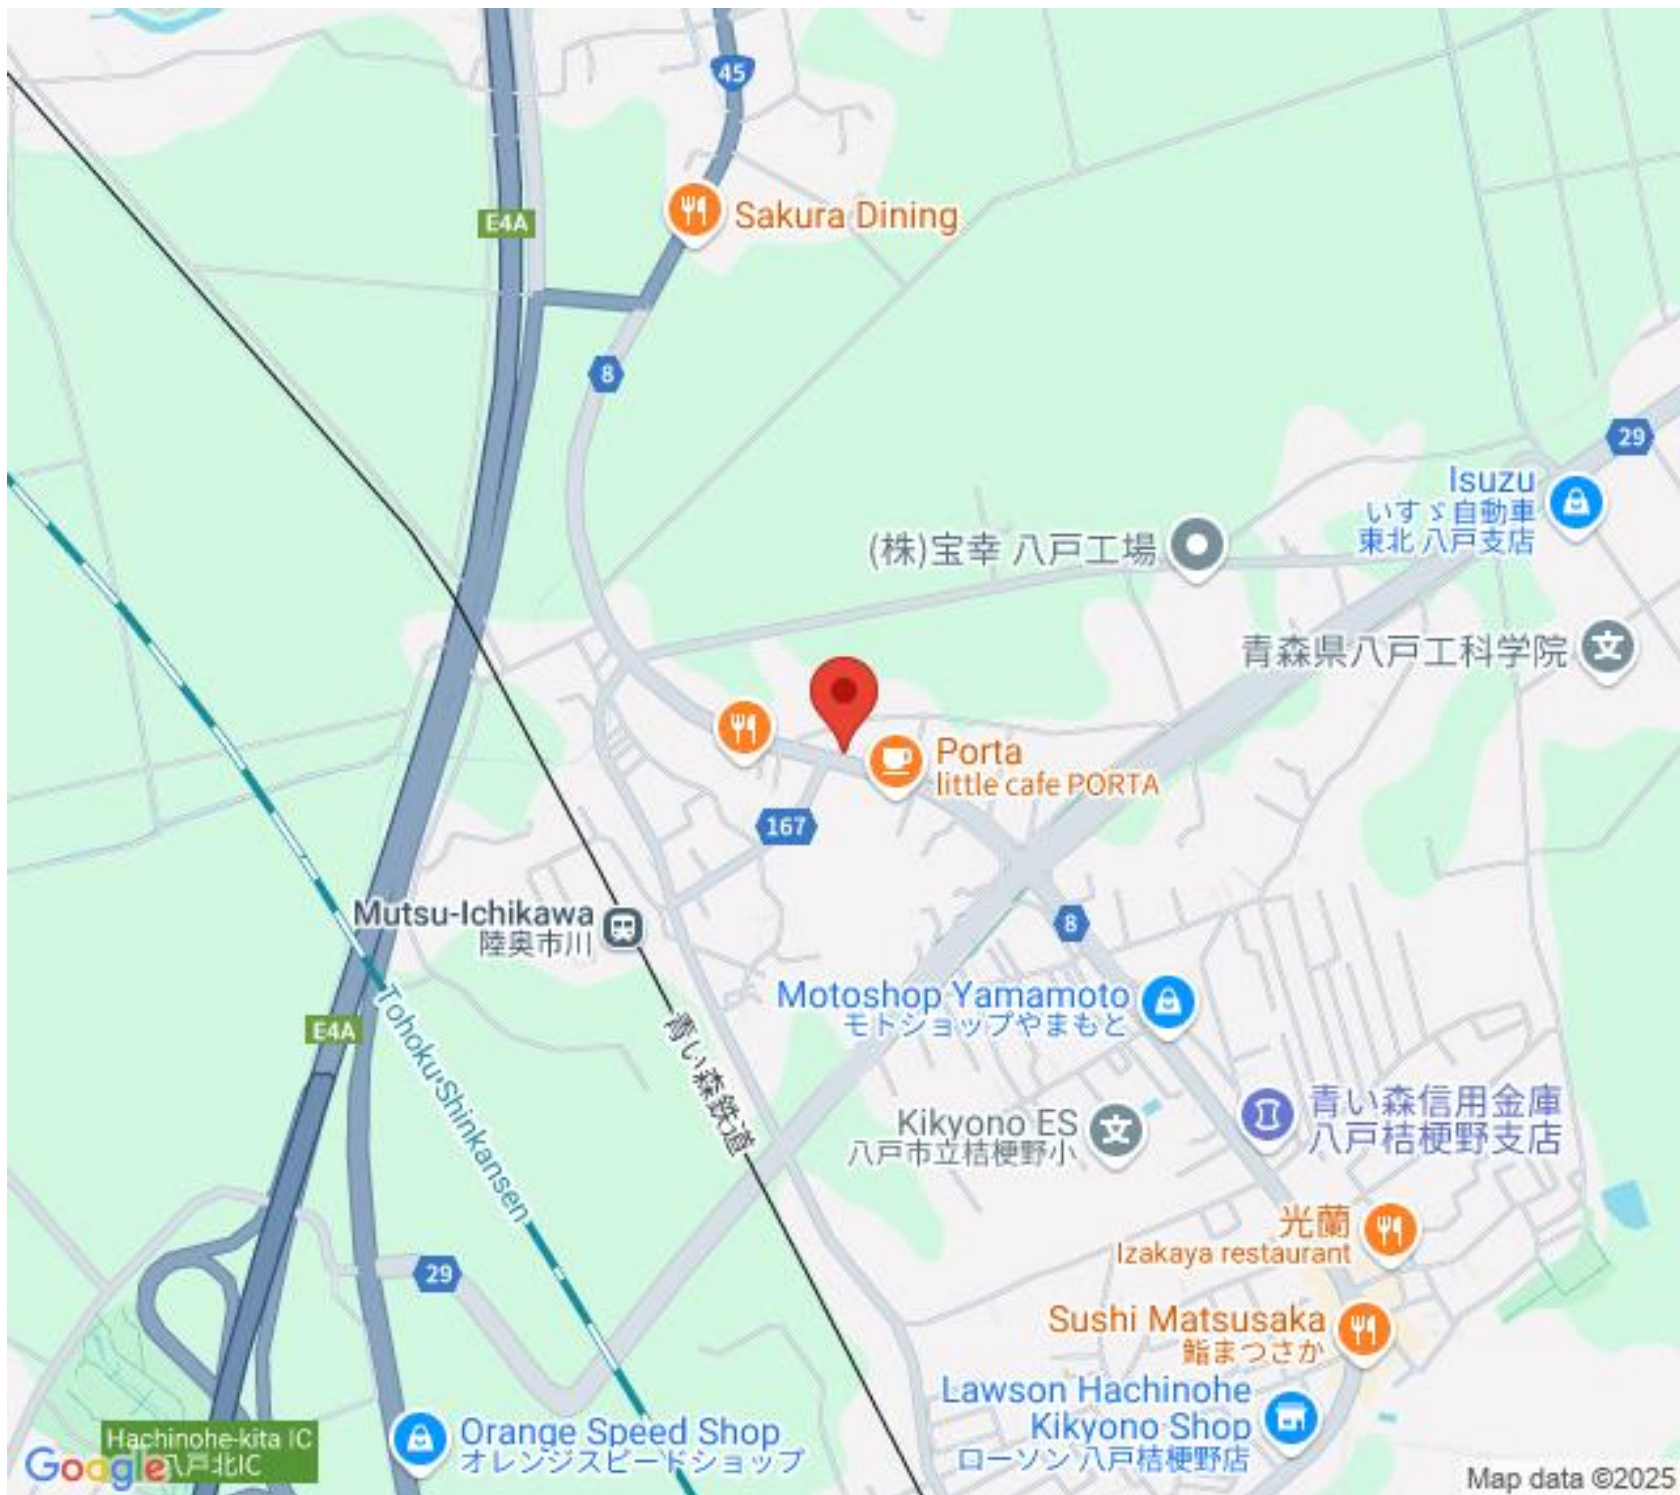 45
E4A
Sakura Dining
8
29
Isuzu
いすゞ自動車
東北 八戸支店
(株)宝幸 八戸工場
青森県八戸工科学院
Porta
little cafe PORTA
167
Mutsu-Ichikawa
陸奥市川
8
Motoshop Yamamoto
モトショップやまもと
E4A
Tohoku Shinkansen
青い森鉄道
Kikyono ES
八戸市立桔梗野小
青い森信用金庫
八戸桔梗野支店
光蘭
Izakaya restaurant
29
Sushi Matsusaka
鮨まつさか
Lawson Hachinohe
Kikyono Shop
ローソン 八戸桔梗野店
Orange Speed Shop
オレンジスピードショップ
Hachinohe-kita IC
八戸北IC
Google
Map data ©2025